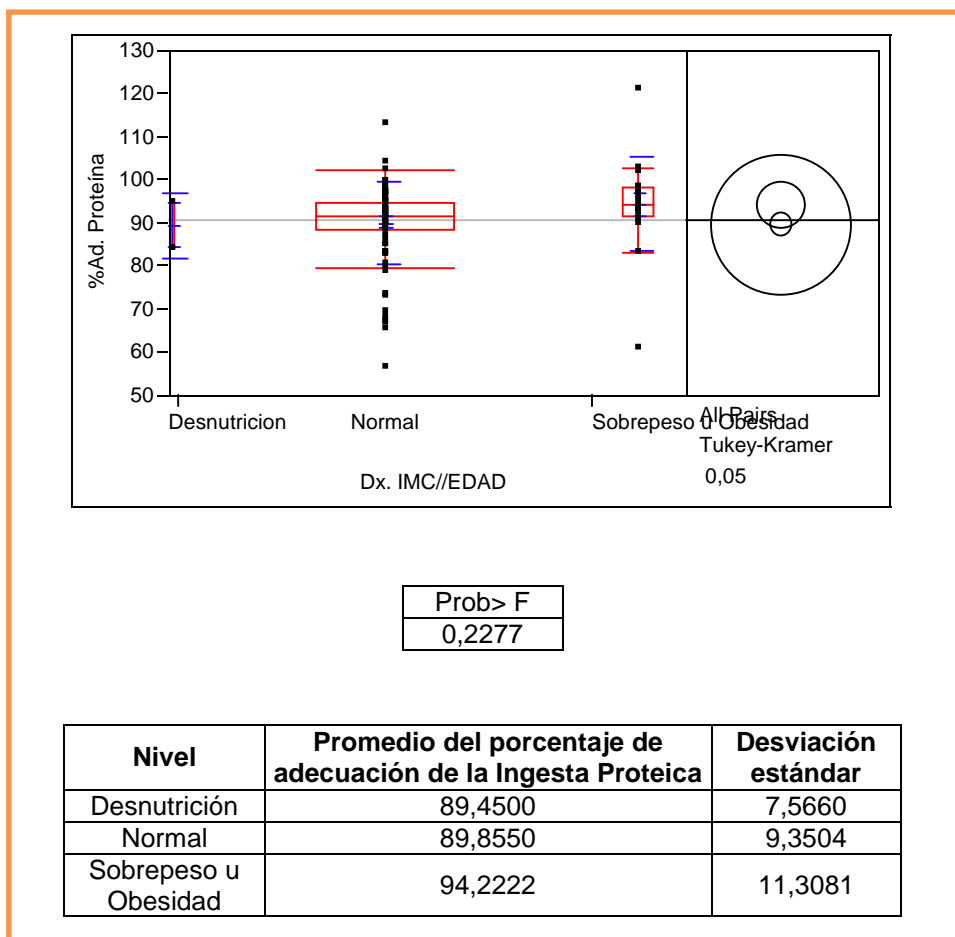 130
120
110
100
90
80
70
60
50
%Ad. Proteína
Desnutricion Normal Sobrepeso u Obesidad
All Pairs
Tukey-Kramer
0,05
Dx. IMC//EDAD
Prob> F
0,2277
Nivel Promedio del porcentaje de adecuación de la Ingesta Proteica Desviación estándar
Desnutrición 89,4500 7,5660
Normal 89,8550 9,3504
Sobrepeso u Obesidad 94,2222 11,3081